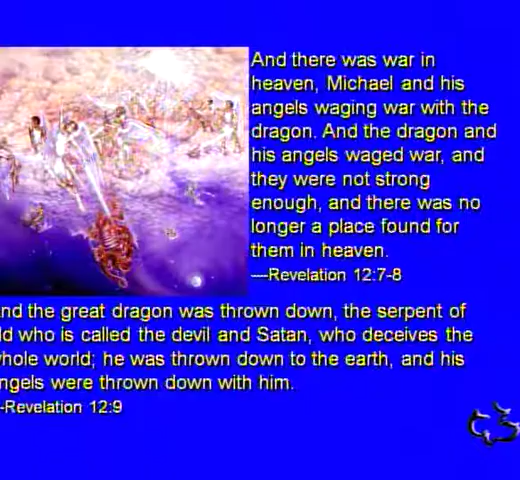 And there was war in
heaven, Michael and his
angels waging war with the
dragon. And the dragon and
his angels waged war, and
they were not strong
enough, and there was no
longer a place found for
them in heaven.
—Revelation 12:7-8
nd the great dragon was thrown down, the serpent of
ld who is called the devil and Satan, who deceives the
whole world; he was thrown down to the earth, and his
ngels were thrown down with him.
-Revelation 12:9